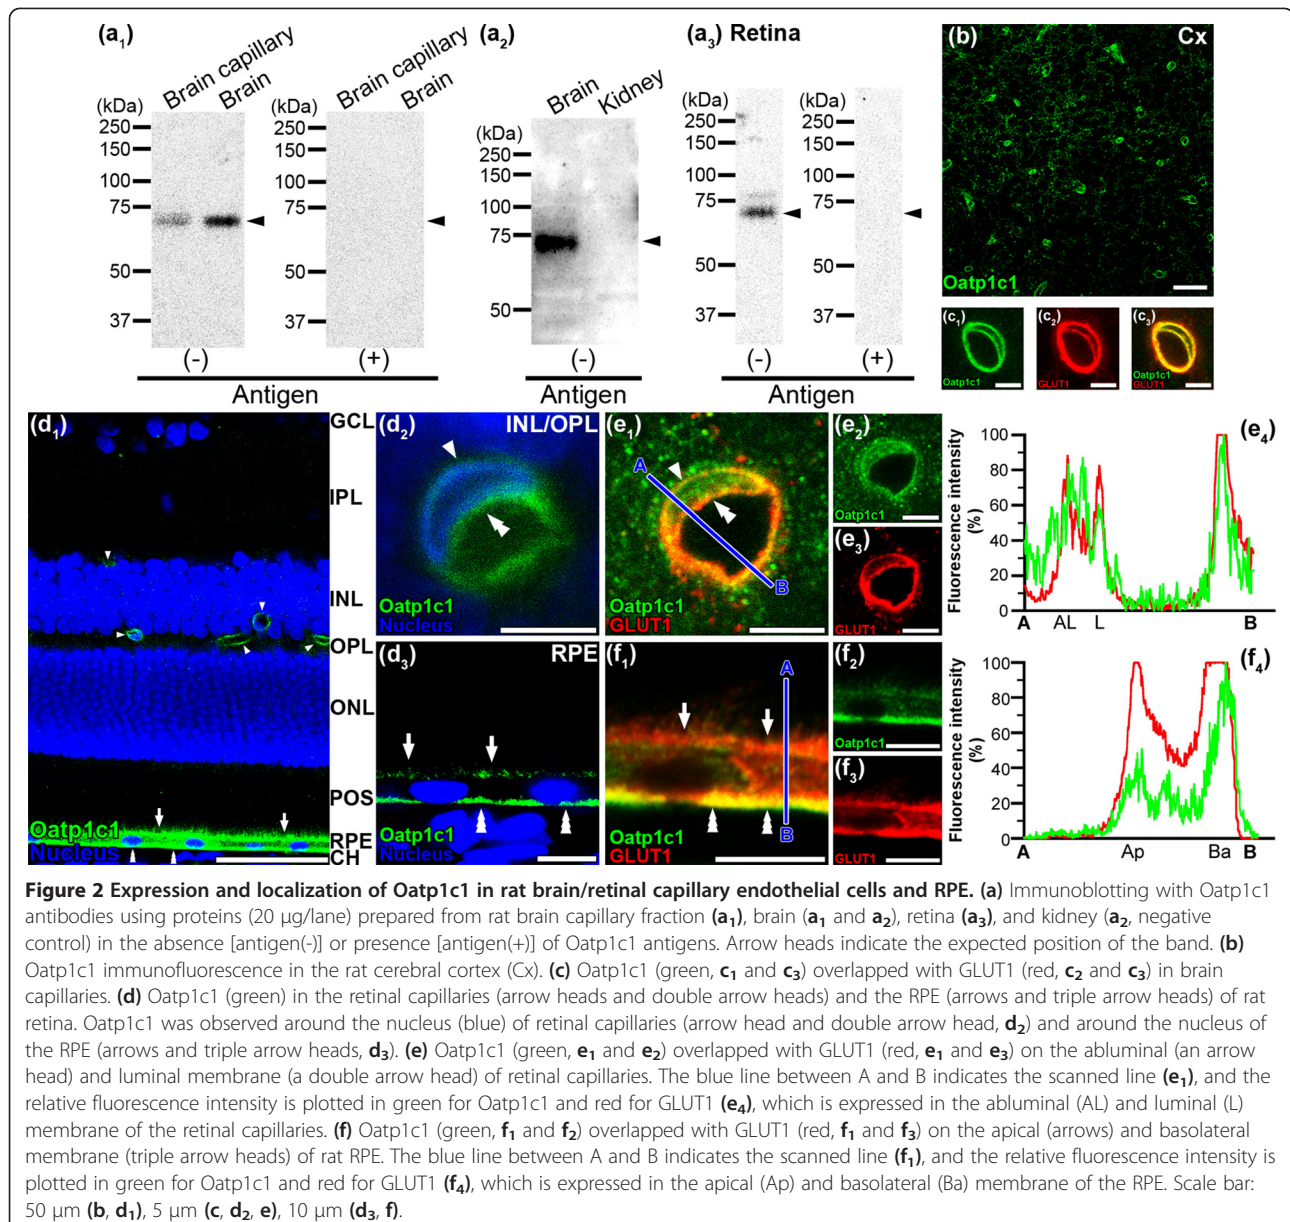 (a1)
Brain capillary
Brain
(kDa)
250
150
100
75
50
37
(-)
Brain capillary
Brain
(kDa)
250
150
100
75
50
37
(+)
Antigen
(a2)
Brain
Kidney
(kDa)
250
150
100
75
50
(-)
Antigen
(a3) Retina
(kDa)
250
150
100
75
50
37
(-)
(kDa)
250
150
100
75
50
37
(+)
Antigen
(b)
Cx
Oatp1c1
(c1)
Oatp1c1
(c2)
GLUT1
(c3)
Oatp1c1
GLUT1
(d1)
GCL
IPL
INL
OPL
ONL
POS
RPE
CH
Oatp1c1
Nucleus
(d2)
INL/OPL
Oatp1c1
Nucleus
(d3)
RPE
Oatp1c1
Nucleus
(e1)
A
B
Oatp1c1
GLUT1
(e2)
Oatp1c1
(e3)
GLUT1
(e4)
Fluorescence intensity
(%)
100
80
60
40
20
0
A
AL
L
B
(f1)
A
B
Oatp1c1
GLUT1
(f2)
Oatp1c1
(f3)
GLUT1
(f4)
Fluorescence intensity
(%)
100
80
60
40
20
0
A
Ap
Ba
B
Figure 2 Expression and localization of Oatp1c1 in rat brain/retinal capillary endothelial cells and RPE. (a) Immunoblotting with Oatp1c1
antibodies using proteins (20 μg/lane) prepared from rat brain capillary fraction (a1), brain (a1 and a2), retina (a3), and kidney (a2, negative
control) in the absence [antigen(-)] or presence [antigen(+)] of Oatp1c1 antigens. Arrow heads indicate the expected position of the band. (b)
Oatp1c1 immunofluorescence in the rat cerebral cortex (Cx). (c) Oatp1c1 (green, c1 and c3) overlapped with GLUT1 (red, c2 and c3) in brain
capillaries. (d) Oatp1c1 (green) in the retinal capillaries (arrow heads and double arrow heads) and the RPE (arrows and triple arrow heads) of rat
retina. Oatp1c1 was observed around the nucleus (blue) of retinal capillaries (arrow head and double arrow head, d2) and around the nucleus of
the RPE (arrows and triple arrow heads, d3). (e) Oatp1c1 (green, e1 and e2) overlapped with GLUT1 (red, e1 and e3) on the abluminal (an arrow
head) and luminal membrane (a double arrow head) of retinal capillaries. The blue line between A and B indicates the scanned line (e1), and the
relative fluorescence intensity is plotted in green for Oatp1c1 and red for GLUT1 (e4), which is expressed in the abluminal (AL) and luminal (L)
membrane of the retinal capillaries. (f) Oatp1c1 (green, f1 and f2) overlapped with GLUT1 (red, f1 and f3) on the apical (arrows) and basolateral
membrane (triple arrow heads) of rat RPE. The blue line between A and B indicates the scanned line (f1), and the relative fluorescence intensity is
plotted in green for Oatp1c1 and red for GLUT1 (f4), which is expressed in the apical (Ap) and basolateral (Ba) membrane of the RPE. Scale bar:
50 μm (b, d1), 5 μm (c, d2, e), 10 μm (d3, f).